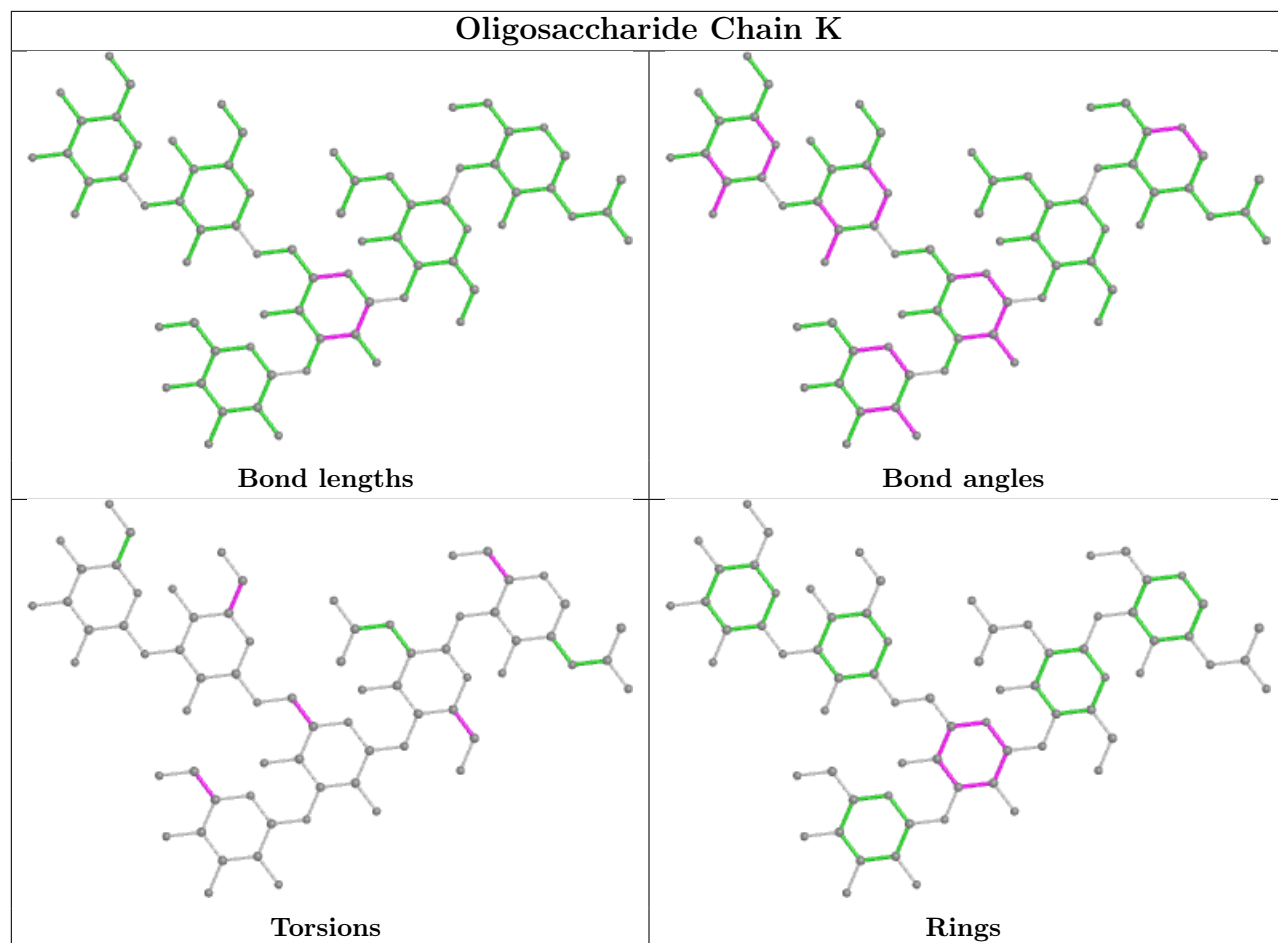 Oligosaccharide Chain K
Bond lengths
Bond angles
Torsions
Rings